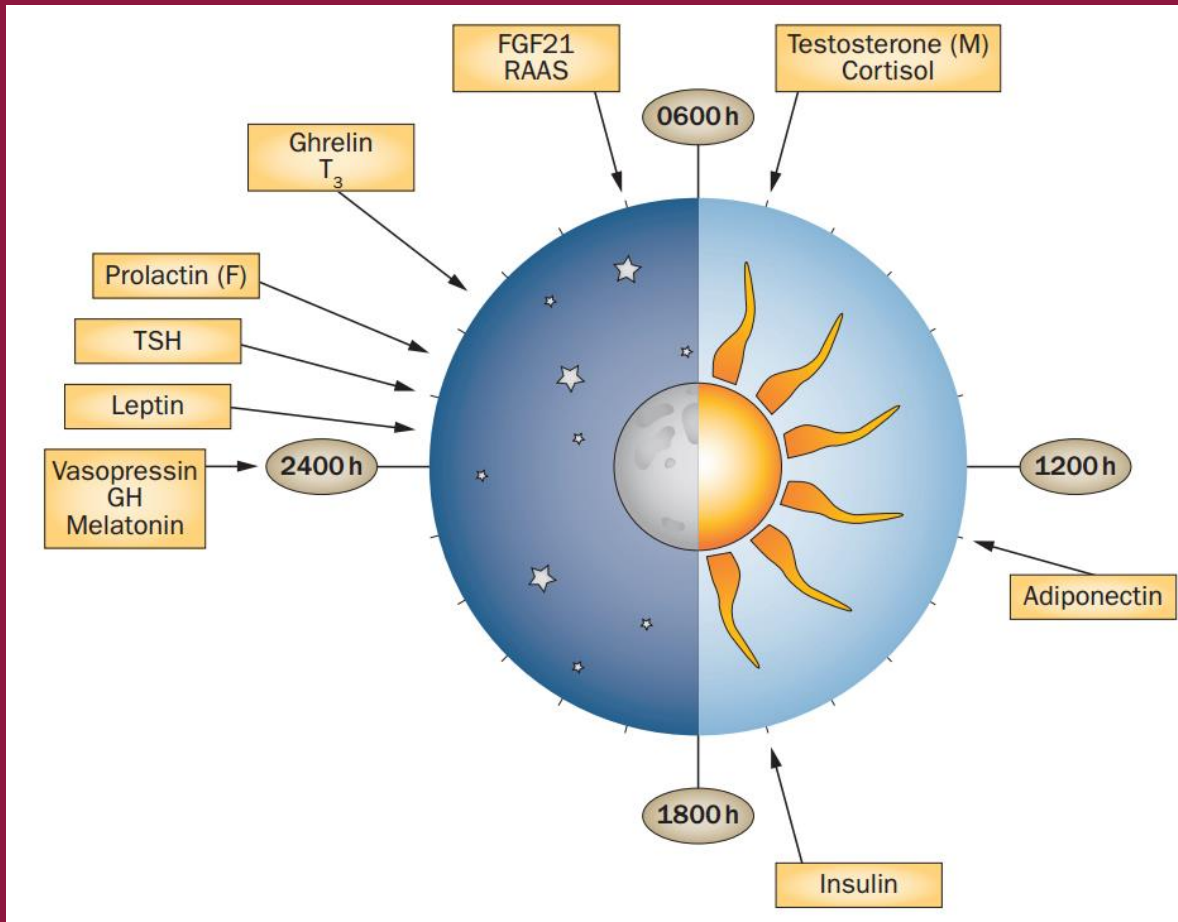 FGF21
RAAS
Testosterone (M)
Cortisol
0600 h
Ghrelin
T₃
Prolactin (F)
TSH
Leptin
Vasopressin
GH
Melatonin
2400 h
1200 h
Adiponectin
1800 h
Insulin